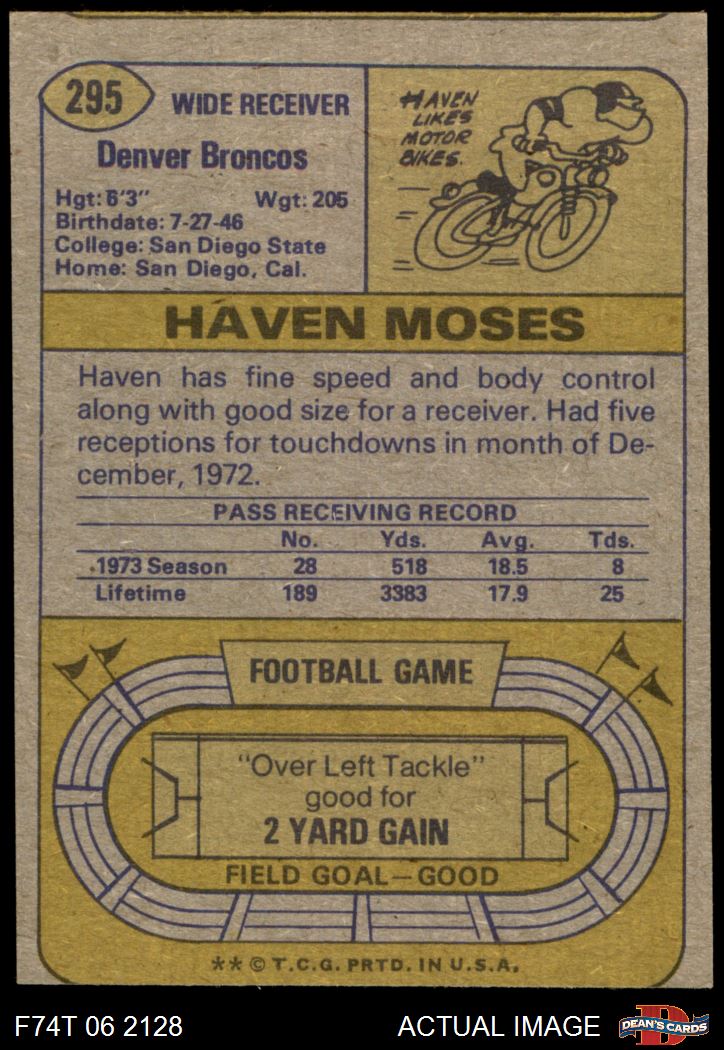 295
WIDE RECEIVER
Denver Broncos
Hgt: 6'3" Wgt: 205
Birthdate: 7-27-46
College: San Diego State
Home: San Diego, Cal.
HAVEN
LIKES
MOTOR
BIKES.
HAVEN MOSES
Haven has fine speed and body control
along with good size for a receiver. Had five
receptions for touchdowns in month of De-
cember, 1972.
PASS RECEIVING RECORD
No. Yds. Avg. Tds.
1973 Season 28 518 18.5 8
Lifetime 189 3383 17.9 25
FOOTBALL GAME
"Over Left Tackle"
good for
2 YARD GAIN
FIELD GOAL—GOOD
** © T.C.G. PRTD. IN U.S.A.
F74T 06 2128 ACTUAL IMAGE
D
DEAN'S CARDS